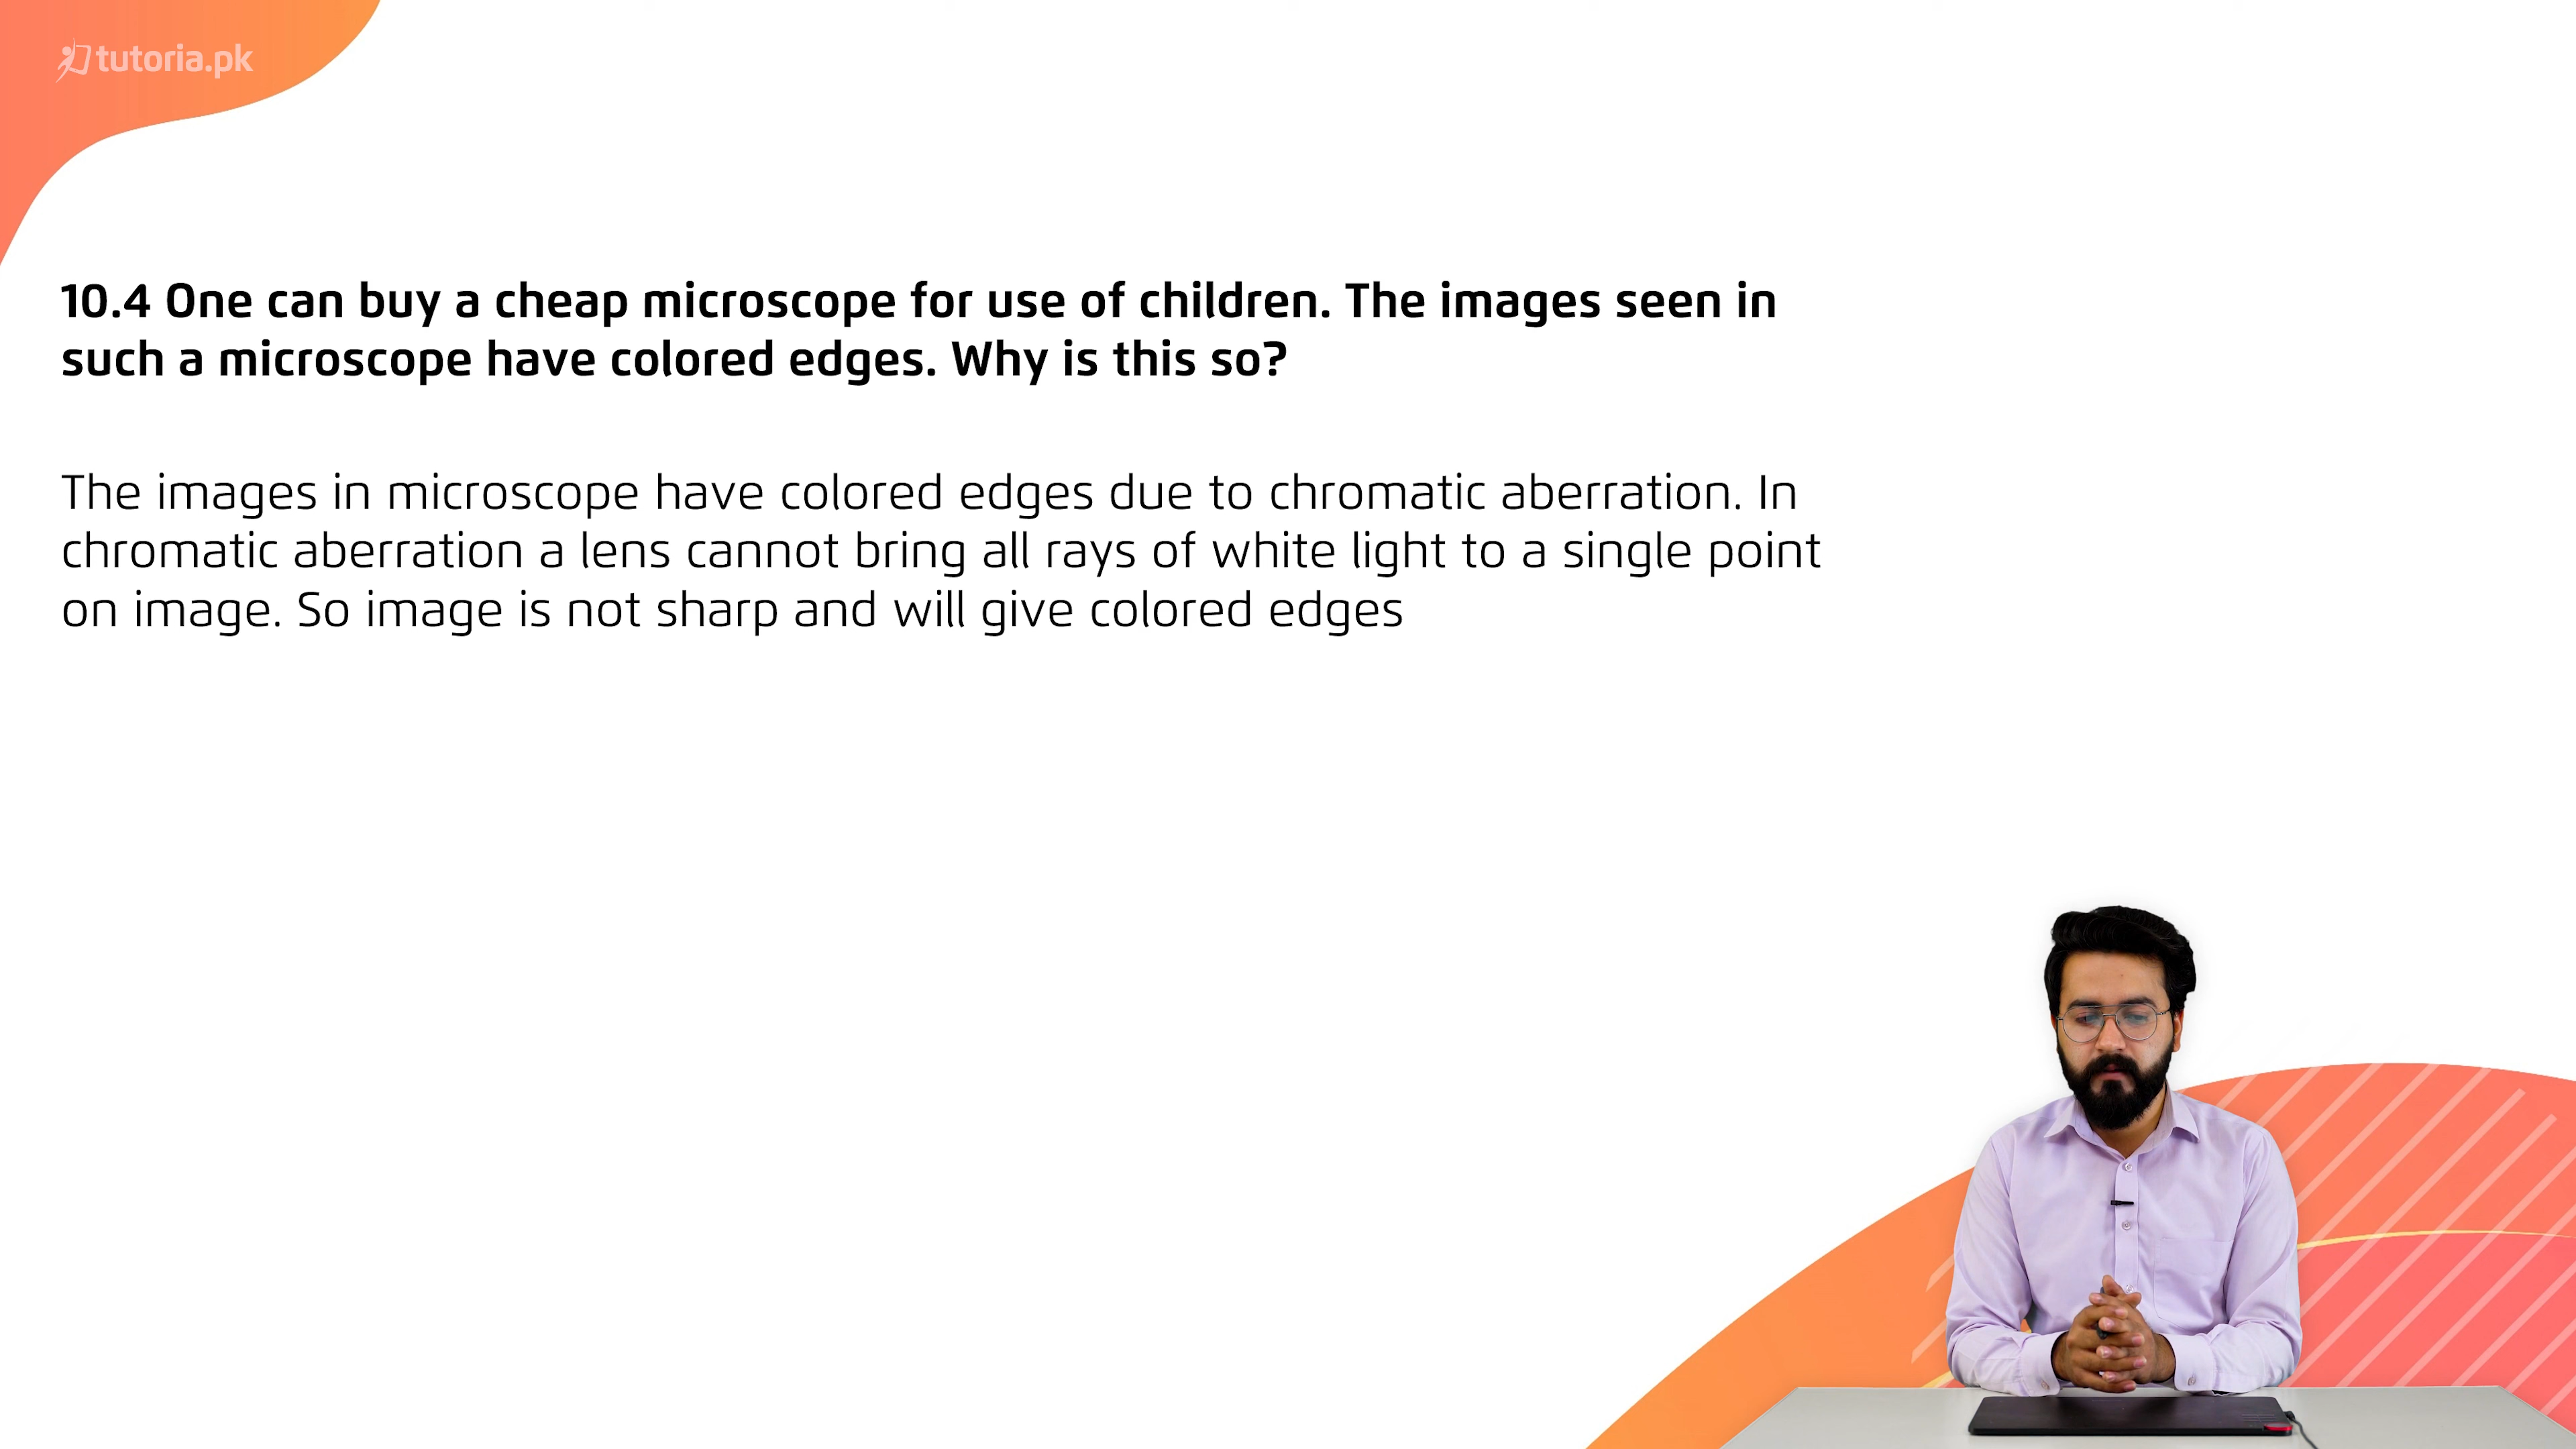 tutoria.pk
10.4 One can buy a cheap microscope for use of children. The images seen in
such a microscope have colored edges. Why is this so?
The images in microscope have colored edges due to chromatic aberration. In
chromatic aberration a lens cannot bring all rays of white light to a single point
on image. So image is not sharp and will give colored edges